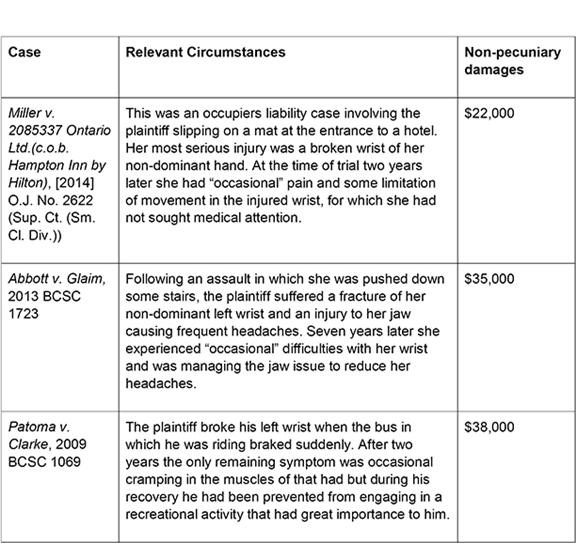 Case
Relevant Circumstances
Non-pecuniary
damages
Miller v.
2085337 Ontario
Ltd.(c.o.b.
Hampton Inn by
Hilton), [2014]
O.J. No. 2622
(Sup. Ct. (Sm.
Cl. Div.))
This was an occupiers liability case involving the
plaintiff slipping on a mat at the entrance to a hotel.
Her most serious injury was a broken wrist of her
non-dominant hand. At the time of trial two years
later she had “occasional” pain and some limitation
of movement in the injured wrist, for which she had
not sought medical attention.
$22,000
Abbott v. Glaim,
2013 BCSC
1723
Following an assault in which she was pushed down
some stairs, the plaintiff suffered a fracture of her
non-dominant left wrist and an injury to her jaw
causing frequent headaches. Seven years later she
experienced “occasional” difficulties with her wrist
and was managing the jaw issue to reduce her
headaches.
$35,000
Patoma v.
Clarke, 2009
BCSC 1069
The plaintiff broke his left wrist when the bus in
which he was riding braked suddenly. After two
years the only remaining symptom was occasional
cramping in the muscles of that had but during his
recovery he had been prevented from engaging in a
recreational activity that had great importance to him.
$38,000